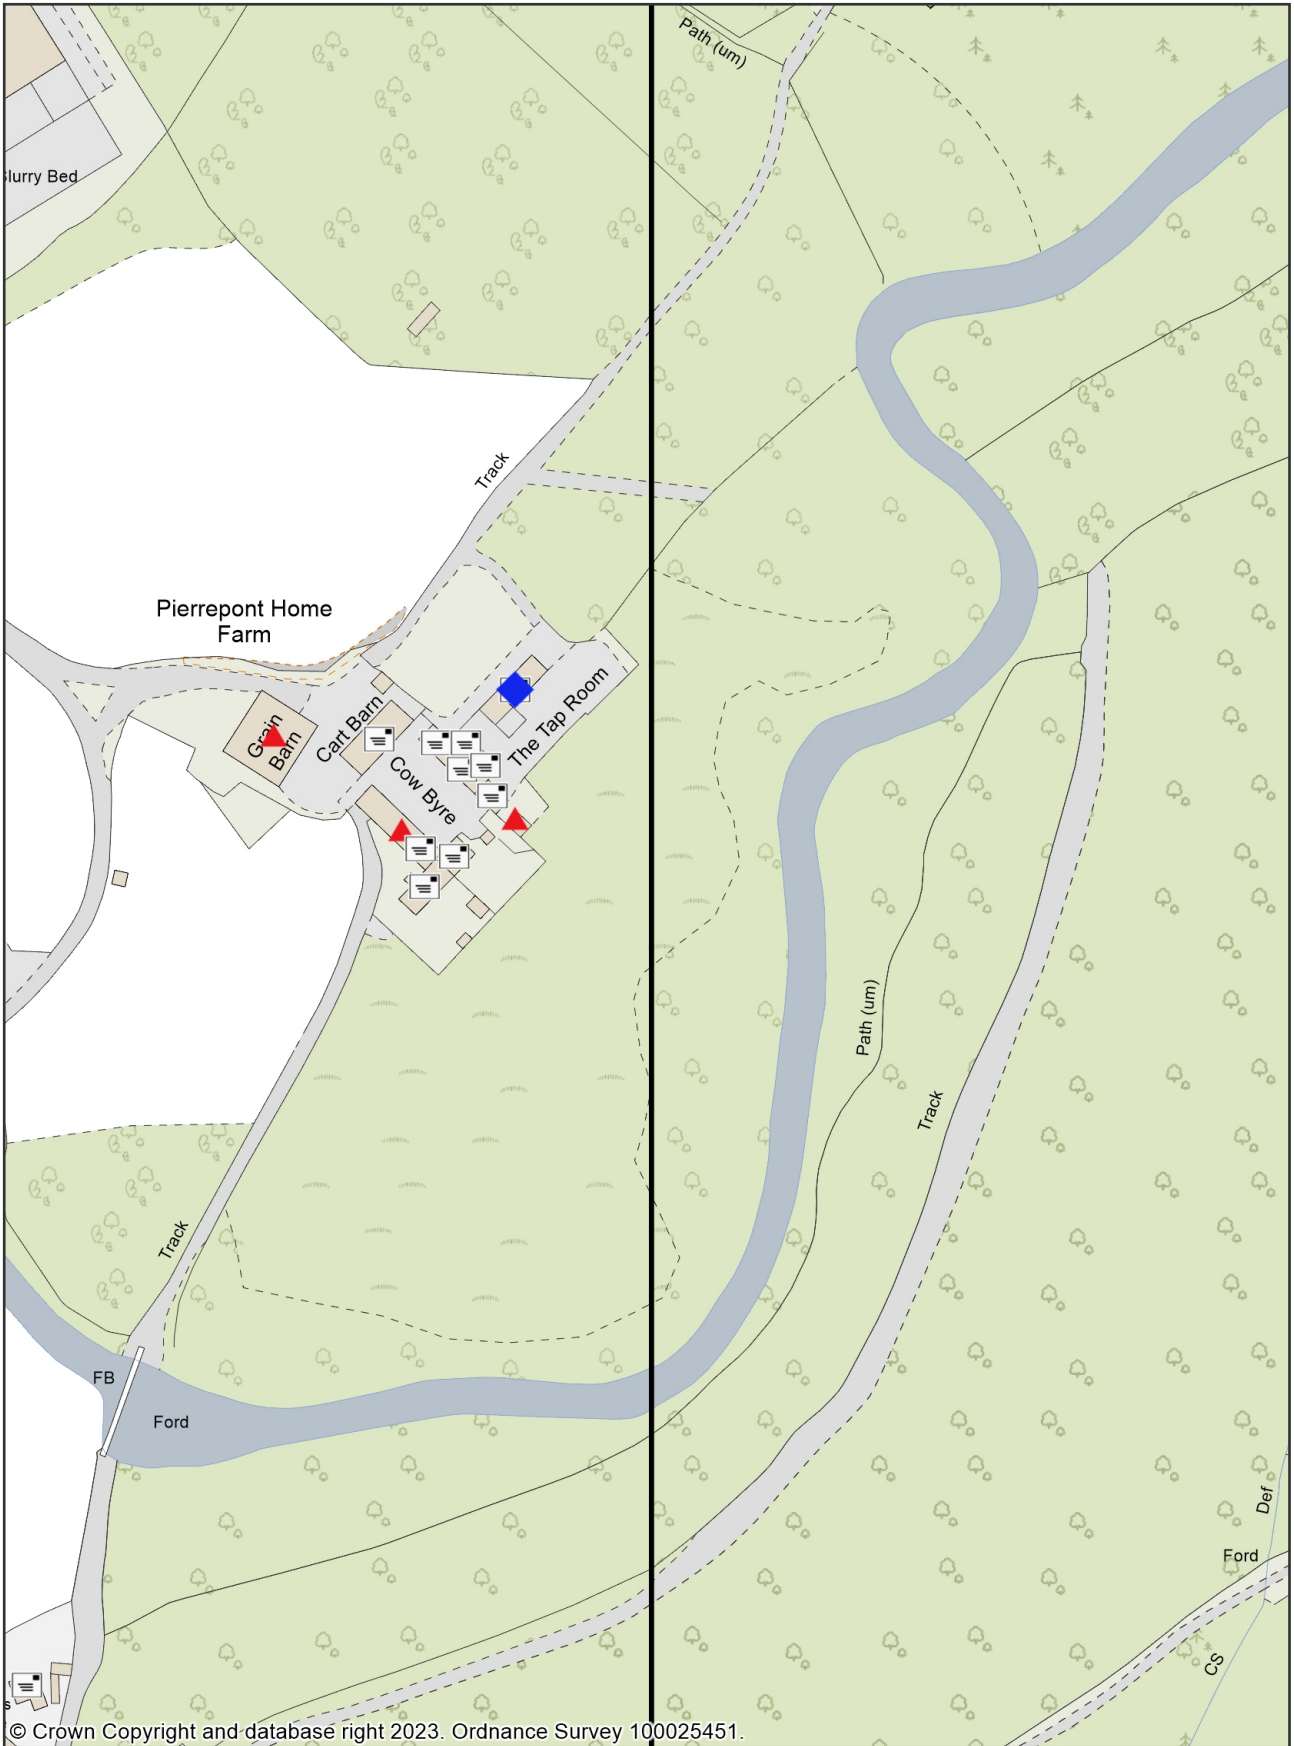 Path (um)
Slurry Bed
Track
Pierrepont Home
Farm
Grain
Barn
Cart Barn
The Tap Room
Cow Byre
Path (um)
Track
Track
FB
Ford
Def
Ford
CS
s
© Crown Copyright and database right 2023. Ordnance Survey 100025451.